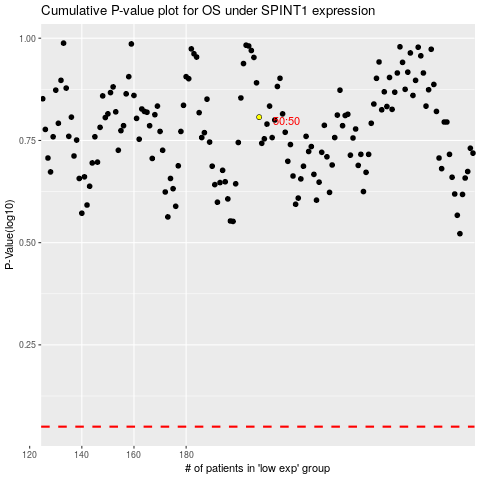 Cumulative P-value plot for OS under SPINT1 expression
1.00
0.75
0.50
0.25
P-Value(log10)
50:50
120 140 160 180
# of patients in 'low exp' group